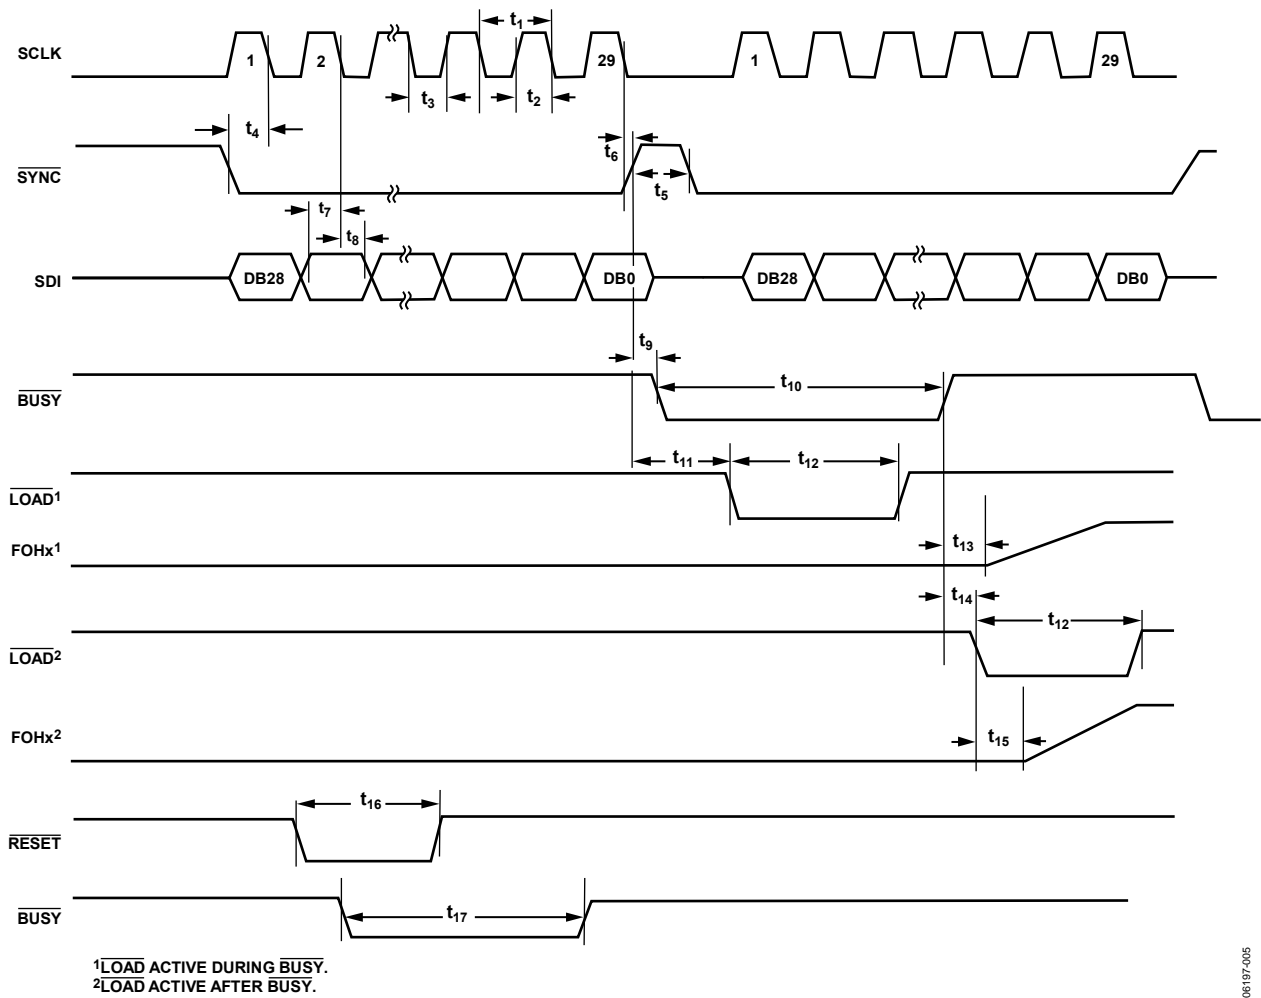 t1
SCLK
1
2
29
1
29
t3
t2
t4
t6
SYNC
t5
t7
t8
SDI
DB28
DB0
DB28
DB0
t9
t10
BUSY
t11
t12
LOAD1
FOHx1
t13
t14
t12
LOAD2
FOHx2
t15
t16
RESET
BUSY
t17
1LOAD ACTIVE DURING BUSY.
2LOAD ACTIVE AFTER BUSY.
06197-005